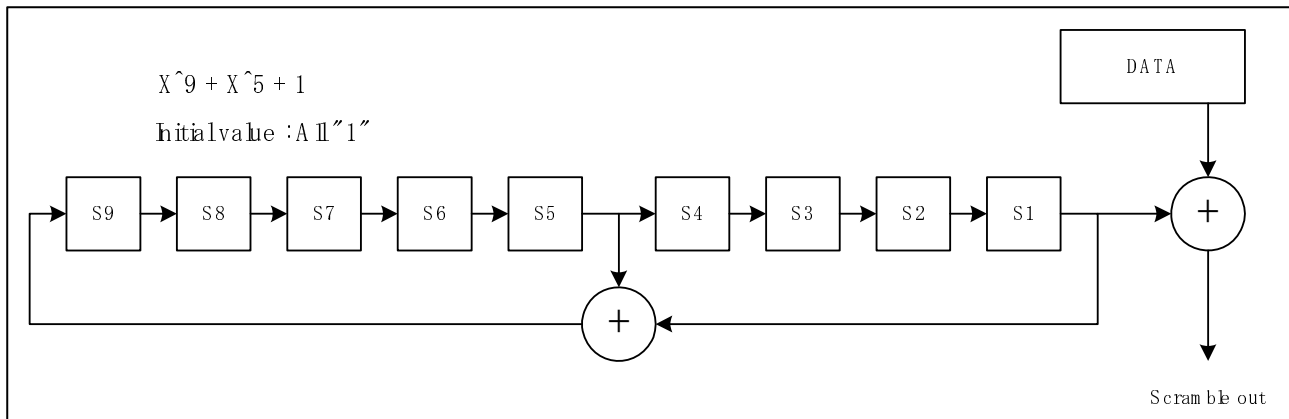 X^9 + X^5 + 1
Initial value : All "1"
DATA
S9 S8 S7 S6 S5 S4 S3 S2 S1
+
+
Scramble out